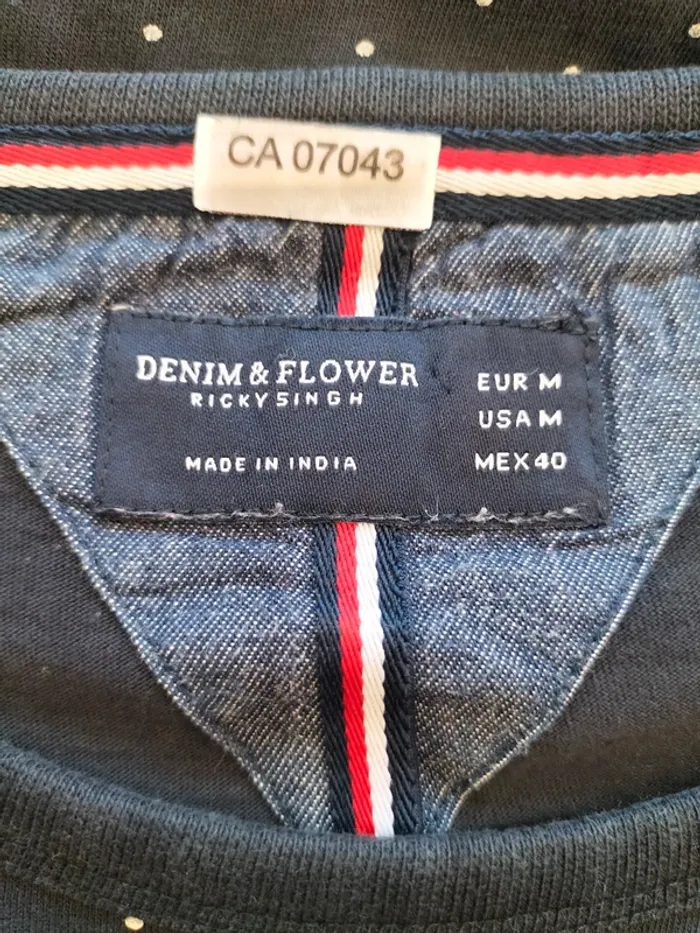 CA 07043
DENIM & FLOWER
RICKY SINGH
MADE IN INDIA
EUR M
USA M
MEX 40